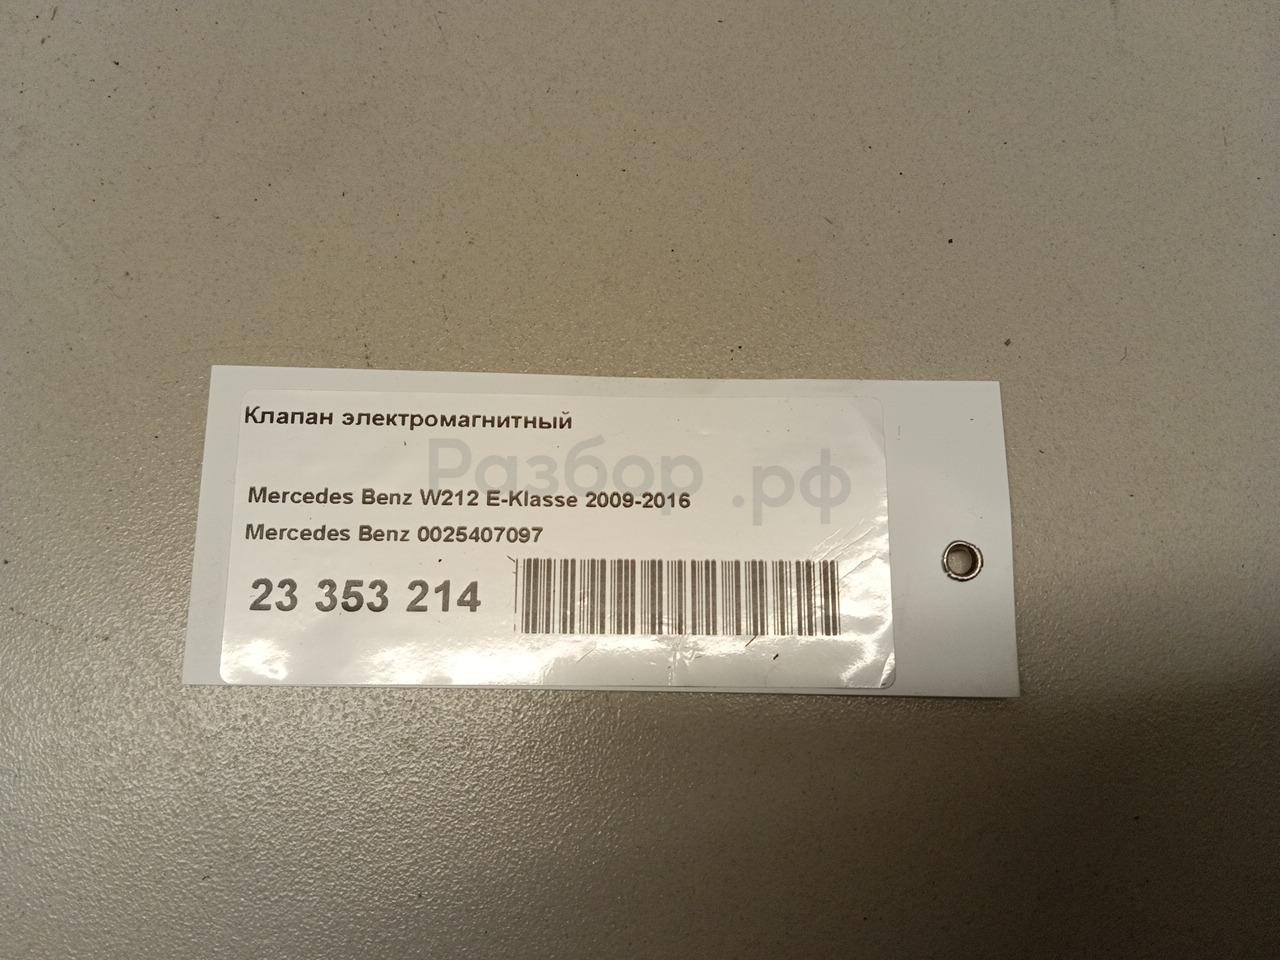 Клапан электромагнитный
Разбор.рф
Mercedes Benz W212 E-Klasse 2009-2016
Mercedes Benz 0025407097
23 353 214